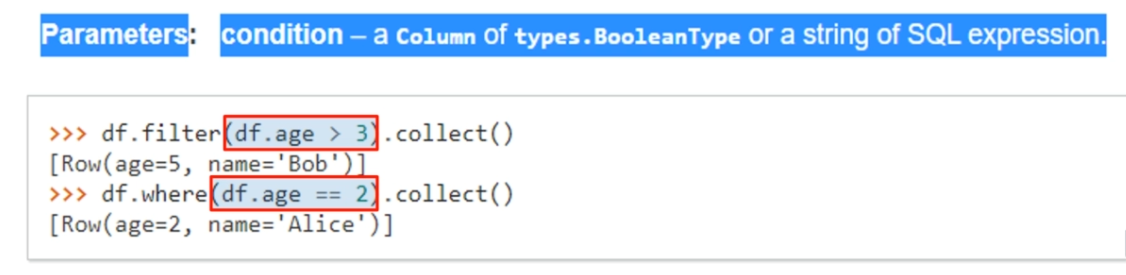 Parameters: condition – a Column of types.BooleanType or a string of SQL expression.
>>> df.filter(df.age > 3).collect()
[Row(age=5, name='Bob')]
>>> df.where(df.age == 2).collect()
[Row(age=2, name='Alice')]